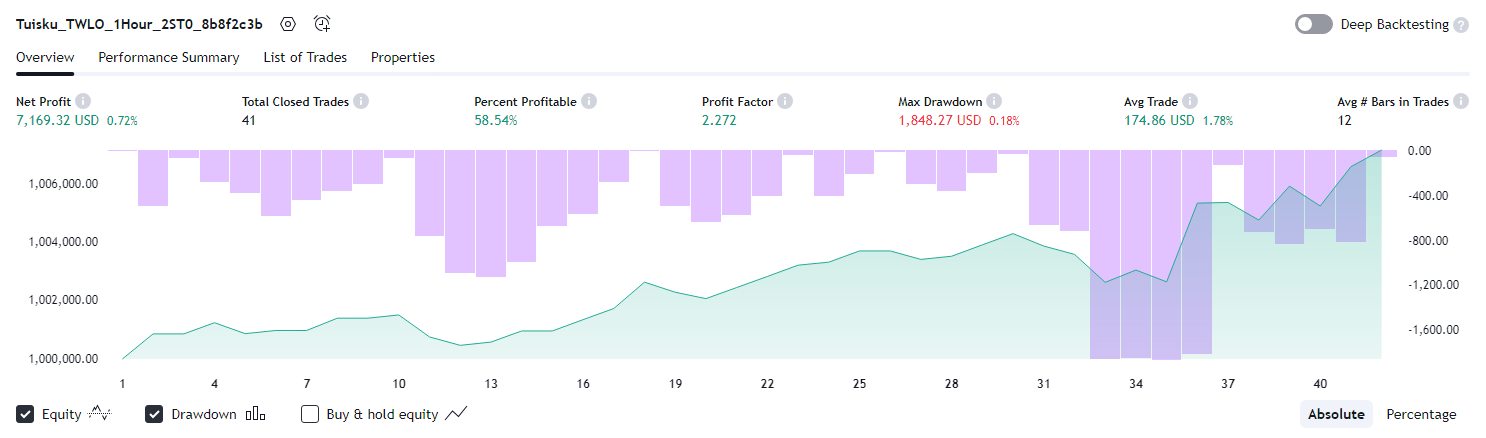 Tuisku_TWLO_1Hour_2ST0_8b8f2c3b
Deep Backtesting ?
Overview Performance Summary List of Trades Properties
Net Profit Total Closed Trades Percent Profitable Profit Factor Max Drawdown Avg Trade Avg # Bars in Trades
7,169.32 USD 0.72% 41 58.54% 2.272 1,848.27 USD 0.18% 174.86 USD 1.78% 12
0.00
1,006,000.00
-400.00
1,004,000.00
-800.00
-1,200.00
1,002,000.00
-1,600.00
1,000,000.00
1 4 7 10 13 16 19 22 25 28 31 34 37 40
Equity Drawdown Buy & hold equity Absolute Percentage